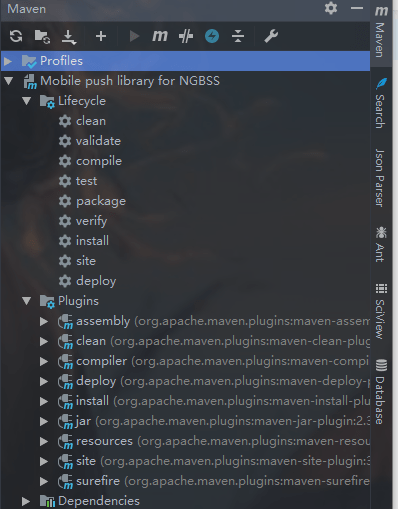 Maven
Profiles
Mobile push library for NGBSS
Lifecycle
clean
validate
compile
test
package
verify
install
site
deploy
Plugins
assembly (org.apache.maven.plugins:maven-assem
clean (org.apache.maven.plugins:maven-clean-plug
compiler (org.apache.maven.plugins:maven-compi
deploy (org.apache.maven.plugins:maven-deploy-p
install (org.apache.maven.plugins:maven-install-plu
jar (org.apache.maven.plugins:maven-jar-plugin:2.3
resources (org.apache.maven.plugins:maven-resou
site (org.apache.maven.plugins:maven-site-plugin:3
surefire (org.apache.maven.plugins:maven-surefire
Dependencies
Maven
Search
Json Parser
Ant
SciView
Database